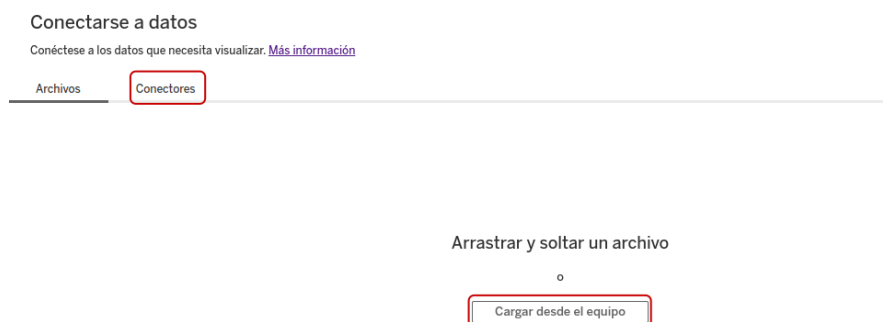 Conectarse a datos
Conéctese a los datos que necesita visualizar. Más información
Archivos Conectores
Arrastrar y soltar un archivo
o
Cargar desde el equipo